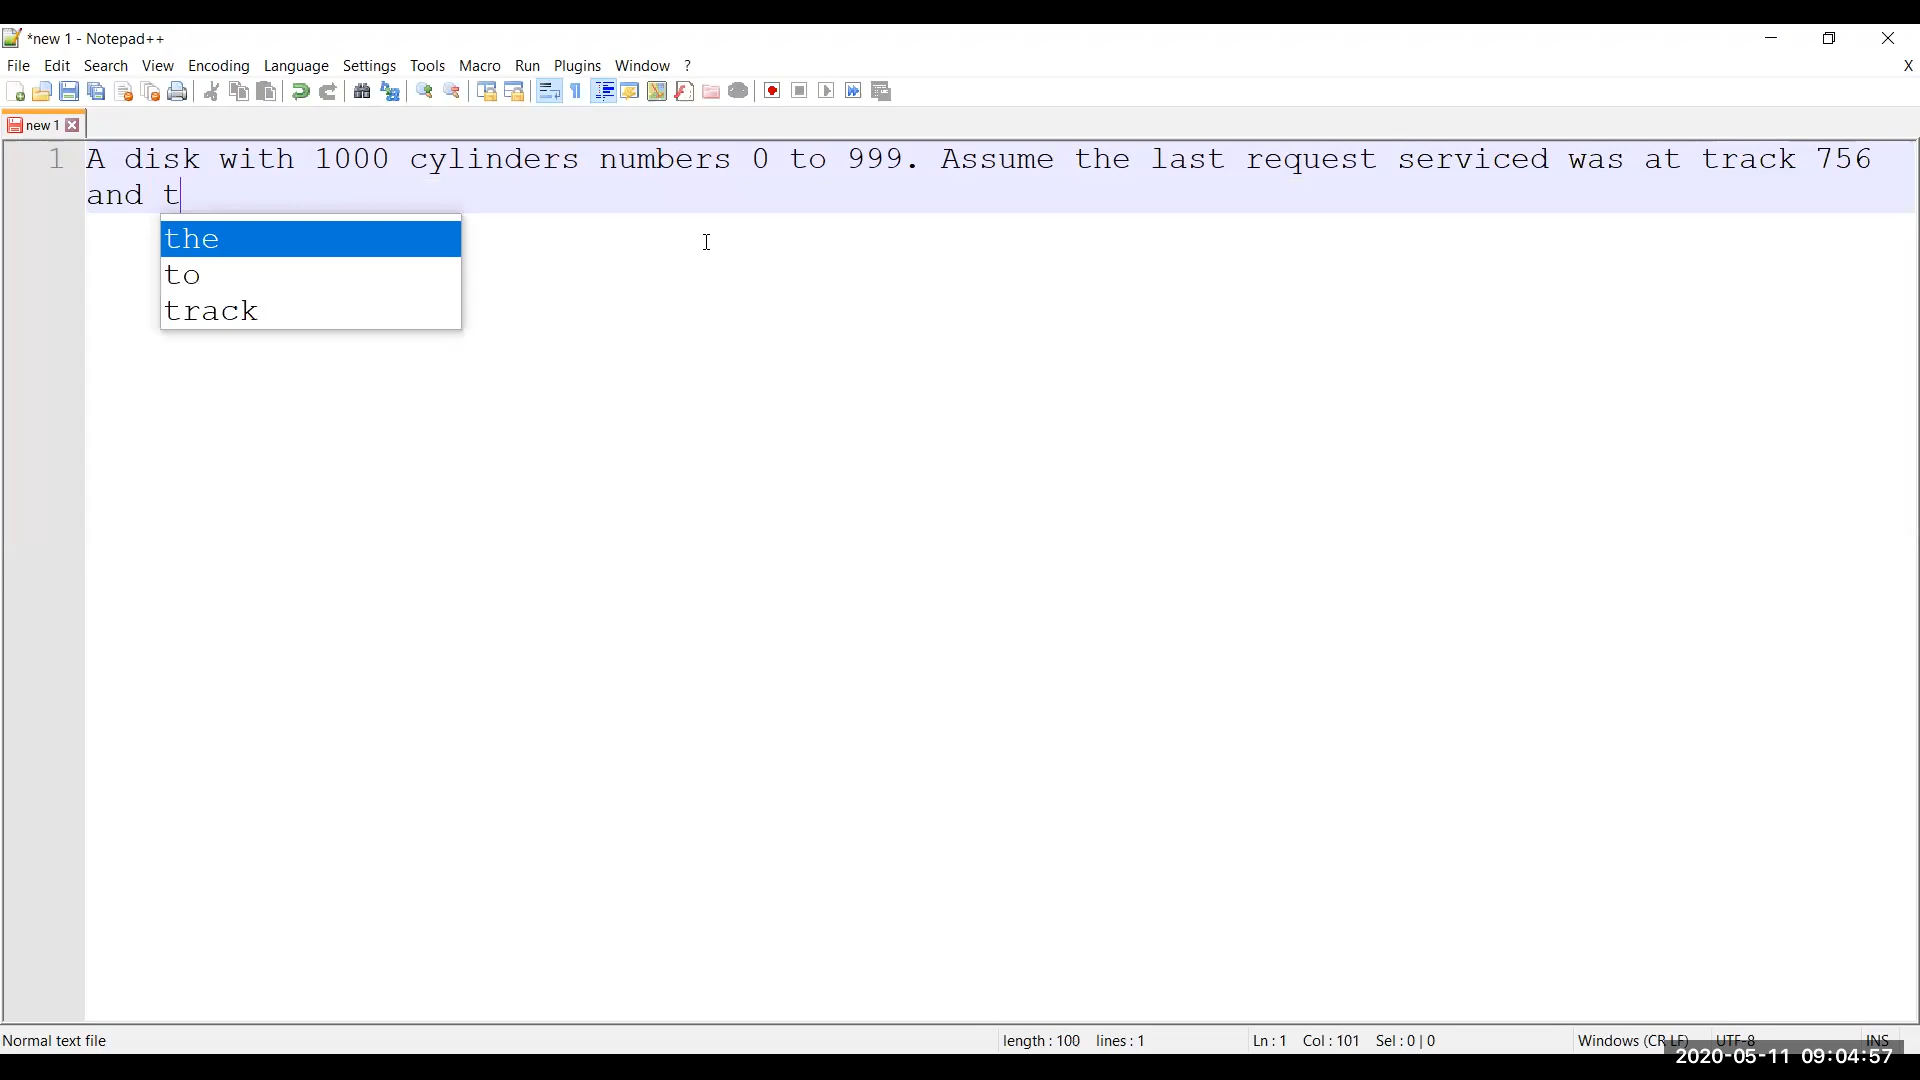 *new 1 - Notepad++
File Edit Search View Encoding Language Settings Tools Macro Run Plugins Window ? X
new 1
1 A disk with 1000 cylinders numbers 0 to 999. Assume the last request serviced was at track 756
and t
the
to
track
Normal text file length : 100 lines : 1 Ln : 1 Col : 101 Sel : 0 | 0 Windows (CR LF) UTF-8 INS
2020-05-11 09:04:57